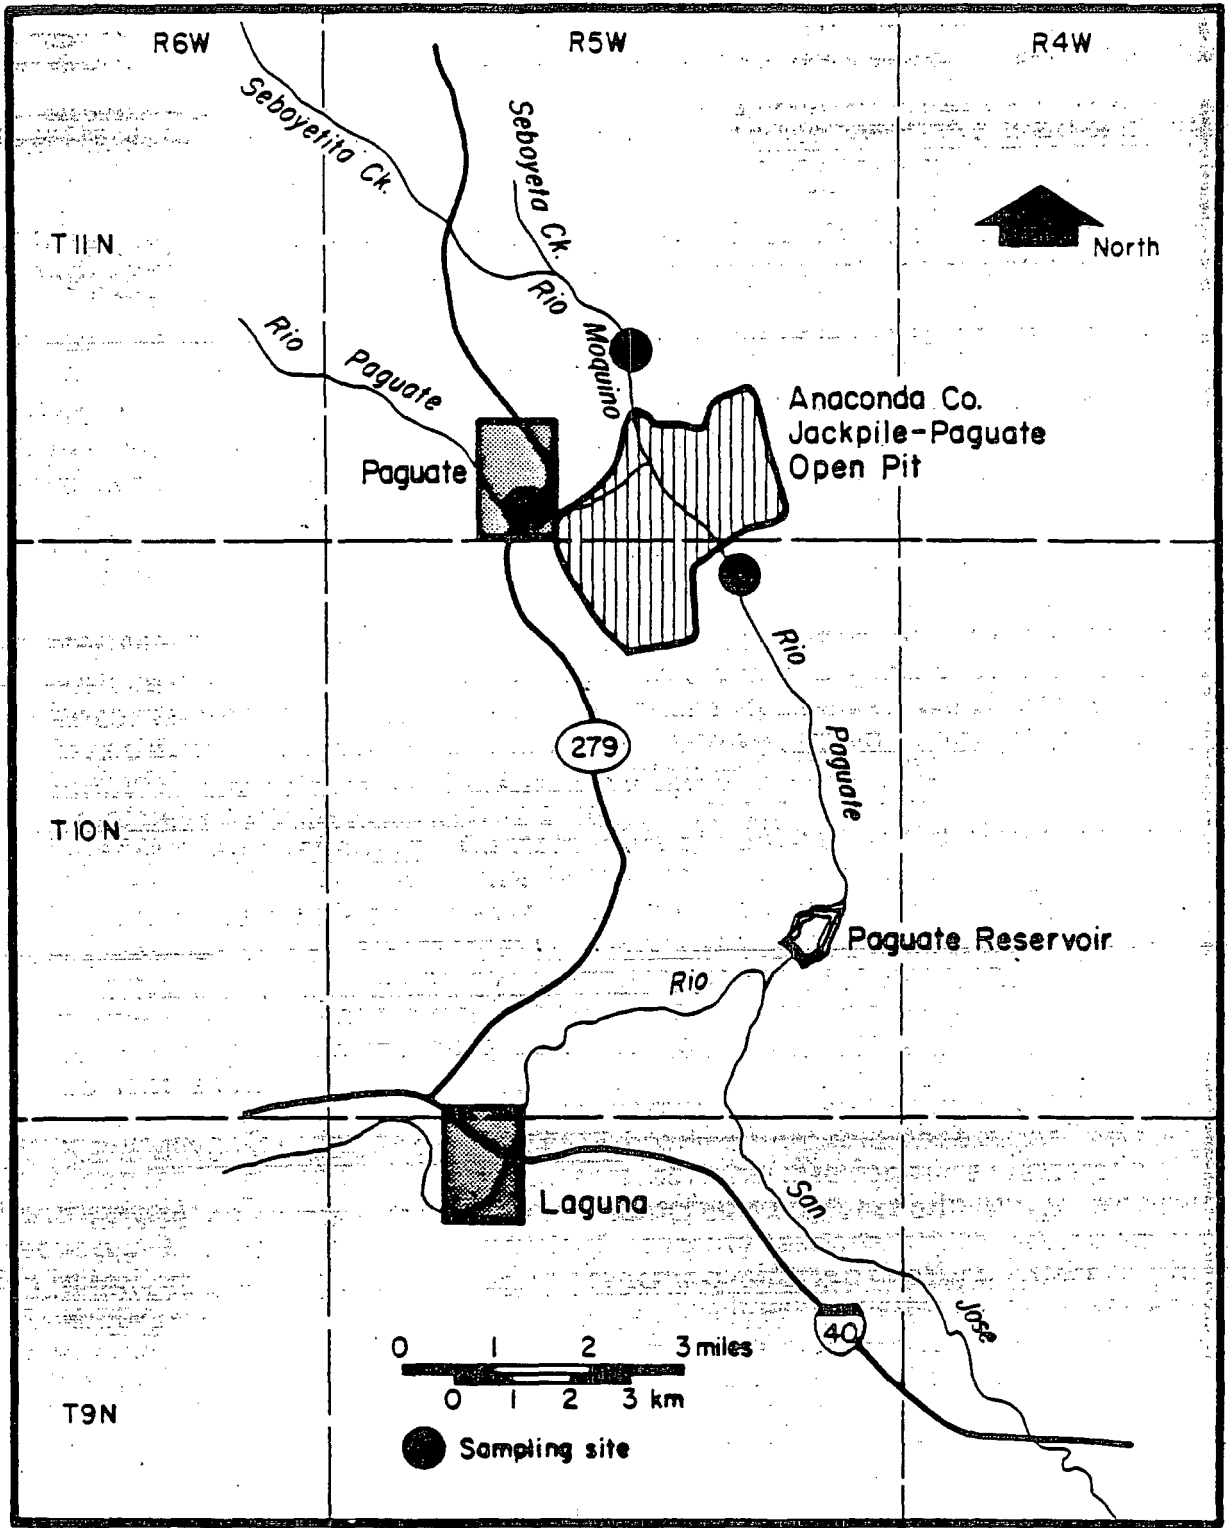 R6W
R5W
R4W
Seboyetita Ck.
Seboyeta Ck.
T11N
North
Rio
Moquino
Rio Paguate
Anaconda Co.
Jackpile-Paguate
Open Pit
Paguate
Rio
Paguate
279
T10N
Paguate Reservoir
Rio
San
Jose
Laguna
40
0 1 2 3 miles
0 1 2 3 km
T9N
Sampling site